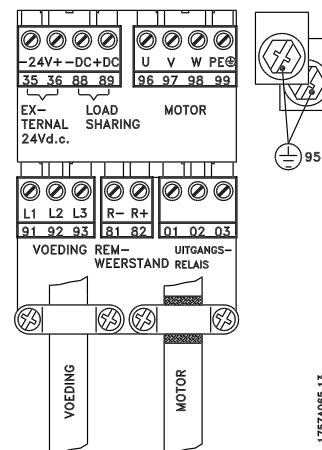 -24V+ -DC+DC
35 36 88 89
EX-
TERNAL
24Vd.c.
LOAD
SHARING
U V W PE
96 97 98 99
MOTOR
95
L1 L2 L3
91 92 93
VOEDING
R- R+
81 82
REM-
WEERSTAND
01 02 03
UITGANGS-
RELAIS
VOEDING
MOTOR
175ZA065.13